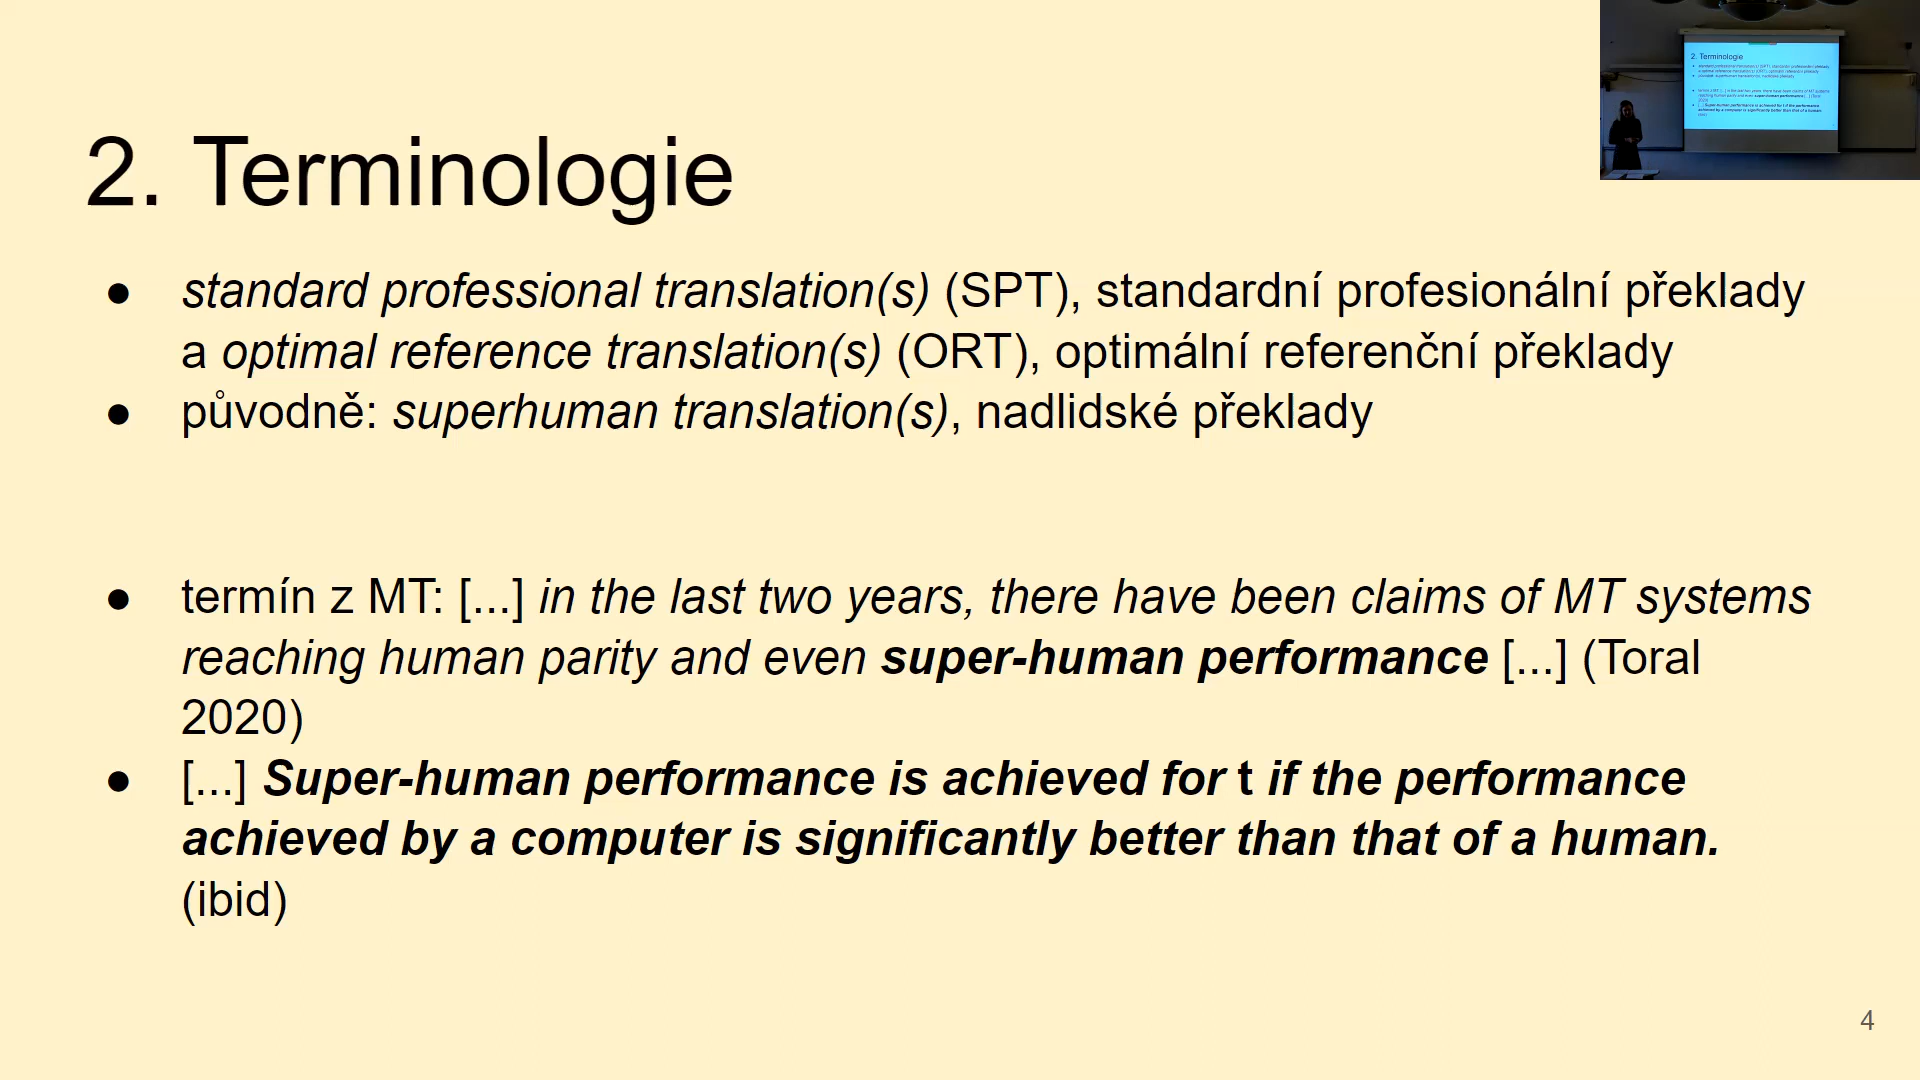 2. Terminologie
● standard professional translation(s) (SPT), standardní profesionální překlady
a optimal reference translation(s) (ORT), optimální referenční překlady
● původně: superhuman translation(s), nadlidské překlady
● termín z MT: [...] in the last two years, there have been claims of MT systems
reaching human parity and even super-human performance [...] (Toral
2020)
● [...] Super-human performance is achieved for t if the performance
achieved by a computer is significantly better than that of a human.
(ibid)
4
2. Terminologie